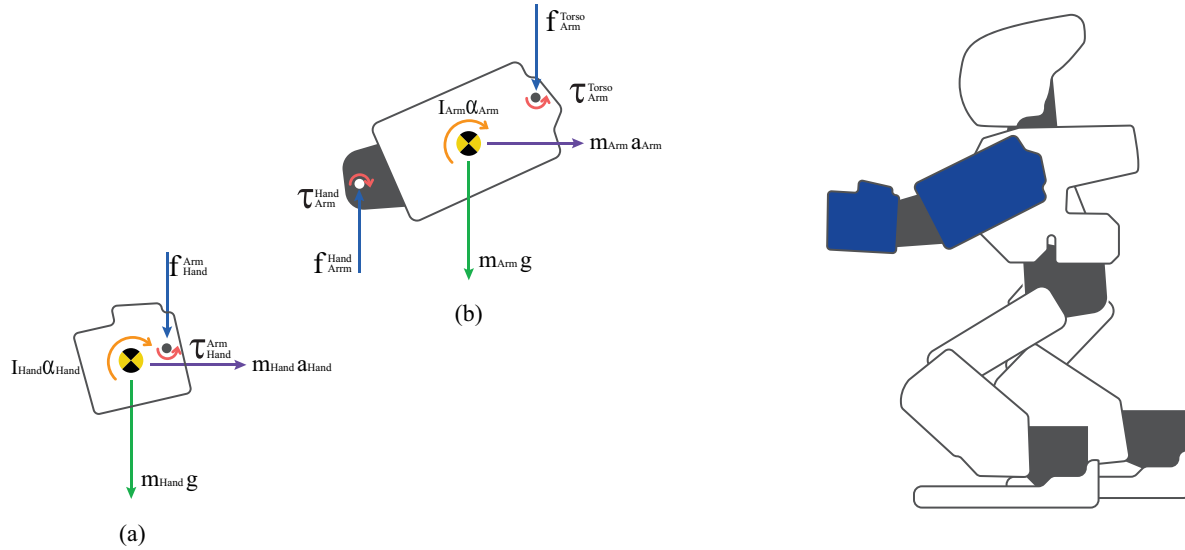 f Torso Arm
τ Torso Arm
I Arm α Arm
m Arm a Arm
τ Hand Arm
f Hand Arrm
m Arm g
(b)
f Arm Hand
τ Arm Hand
I Hand α Hand
m Hand a Hand
m Hand g
(a)